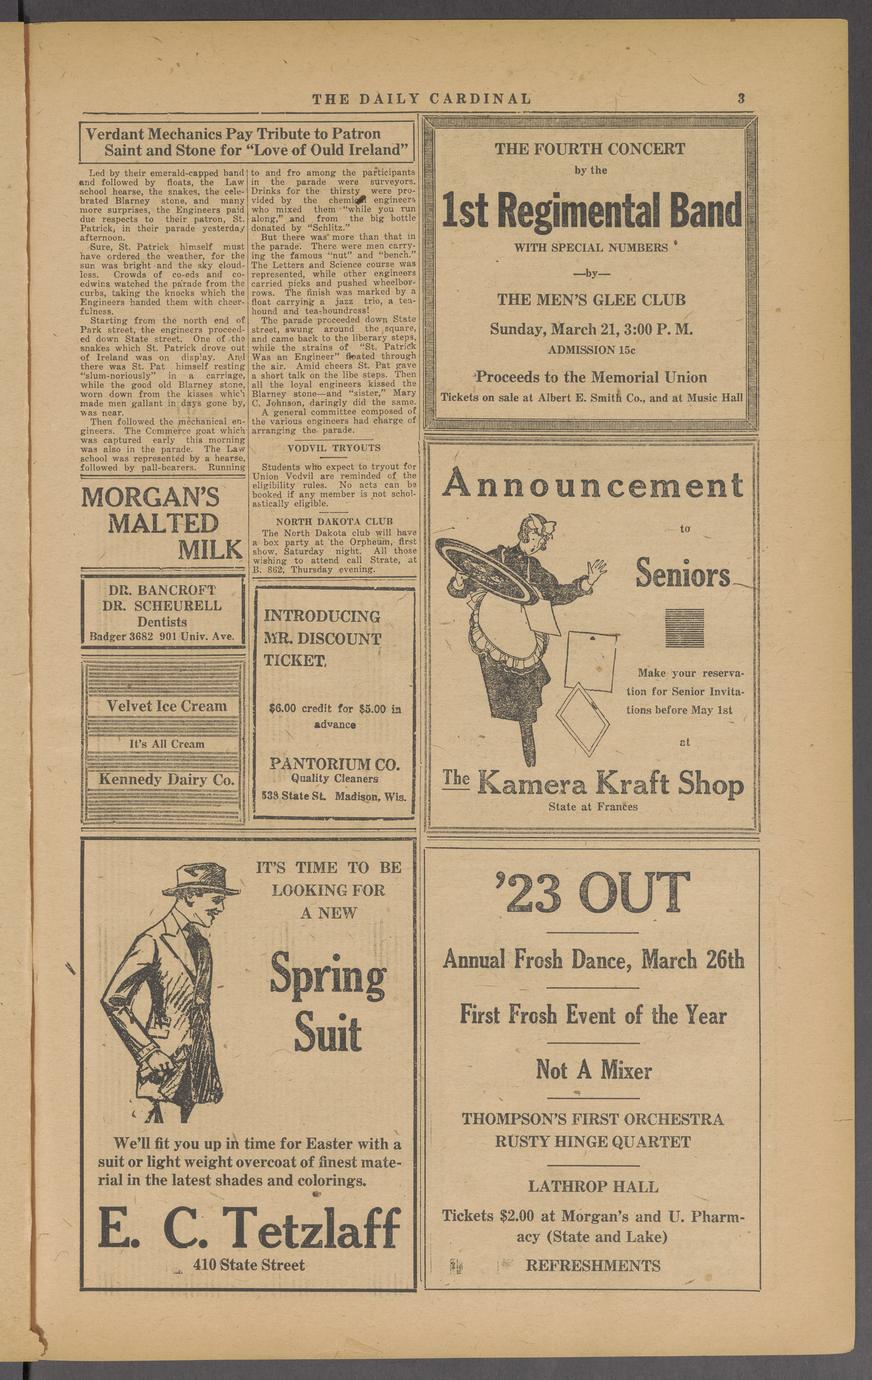 THE DAILY CARDINAL
3
Verdant Mechanics Pay Tribute to Patron
Saint and Stone for "Love of Ould Ireland"
Led by their emerald-capped band
and followed by floats, the Law
school hearse, the snakes, the cele-
brated Blarney stone, and many
more surprises, the Engineers paid
due respects to their patron, St.
Patrick, in their parade yesterday
afternoon.
Sure, St. Patrick himself must
have ordered the weather, for the
sun was bright and the sky cloud-
less. Crowds of co-eds and co-
edwins watched the parade from the
curbs, taking the knocks which the
Engineers handed them with cheer-
fulness.
Starting from the north end of
Park street, the engineers proceed-
ed down State street. One of the
snakes which St. Patrick drove out
of Ireland was on display. And
there was St. Pat himself resting
"slum-noriously" in a carriage,
while the good old Blarney stone,
worn down from the kisses which
made men gallant in days gone by,
was near.
Then followed the mechanical en-
gineers. The Commerce goat which
was captured early this morning
was also in the parade. The Law
school was represented by a hearse,
followed by pall-bearers. Running
to and fro among the participants
in the parade were surveyors.
Drinks for the thirsty were pro-
vided by the chemical engineers
who mixed them "while you run
along," and from the big bottle
donated by "Schlitz."
But there was more than that in
the parade. There were men carry-
ing the famous "nut" and "bench."
The Letters and Science course was
represented, while other engineers
carried picks and pushed wheelbor-
rows. The finish was marked by a
float carrying a jazz trio, a tea-
hound and tea-houndress!
The parade proceeded down State
street, swung around the square,
and came back to the liberary steps,
while the strains of "St. Patrick
Was an Engineer" floated through
the air. Amid cheers St. Pat gave
a short talk on the libe steps. Then
all the loyal engineers kissed the
Blarney stone—and "sister," Mary
C. Johnson, daringly did the same.
A general committee composed of
the various engineers had charge of
arranging the parade.
VODVIL TRYOUTS
Students who expect to tryout for
Union Vodvil are reminded of the
eligibility rules. No acts can be
booked if any member is not schol-
astically eligible.
NORTH DAKOTA CLUB
The North Dakota club will have
a box party at the Orpheum, first
show, Saturday night. All those
wishing to attend call Strate, at
B. 862, Thursday evening.
MORGAN'S
MALTED
MILK
DR. BANCROFT
DR. SCHEURELL
Dentists
Badger 3682 901 Univ. Ave.
Velvet Ice Cream
It's All Cream
Kennedy Dairy Co.
INTRODUCING
MR. DISCOUNT
TICKET,
$6.00 credit for $5.00 in
advance
PANTORIUM CO.
Quality Cleaners
538 State St. Madison, Wis.
THE FOURTH CONCERT
by the
1st Regimental Band
WITH SPECIAL NUMBERS
—by—
THE MEN'S GLEE CLUB
Sunday, March 21, 3:00 P. M.
ADMISSION 15c
Proceeds to the Memorial Union
Tickets on sale at Albert E. Smith Co., and at Music Hall
Announcement
to
Seniors
Make your reserva-
tion for Senior Invita-
tions before May 1st
at
The Kamera Kraft Shop
State at Frances
IT'S TIME TO BE
LOOKING FOR
A NEW
Spring
Suit
We'll fit you up in time for Easter with a
suit or light weight overcoat of finest mate-
rial in the latest shades and colorings.
E. C. Tetzlaff
410 State Street
'23 OUT
Annual Frosh Dance, March 26th
First Frosh Event of the Year
Not A Mixer
THOMPSON'S FIRST ORCHESTRA
RUSTY HINGE QUARTET
LATHROP HALL
Tickets $2.00 at Morgan's and U. Pharm-
acy (State and Lake)
REFRESHMENTS